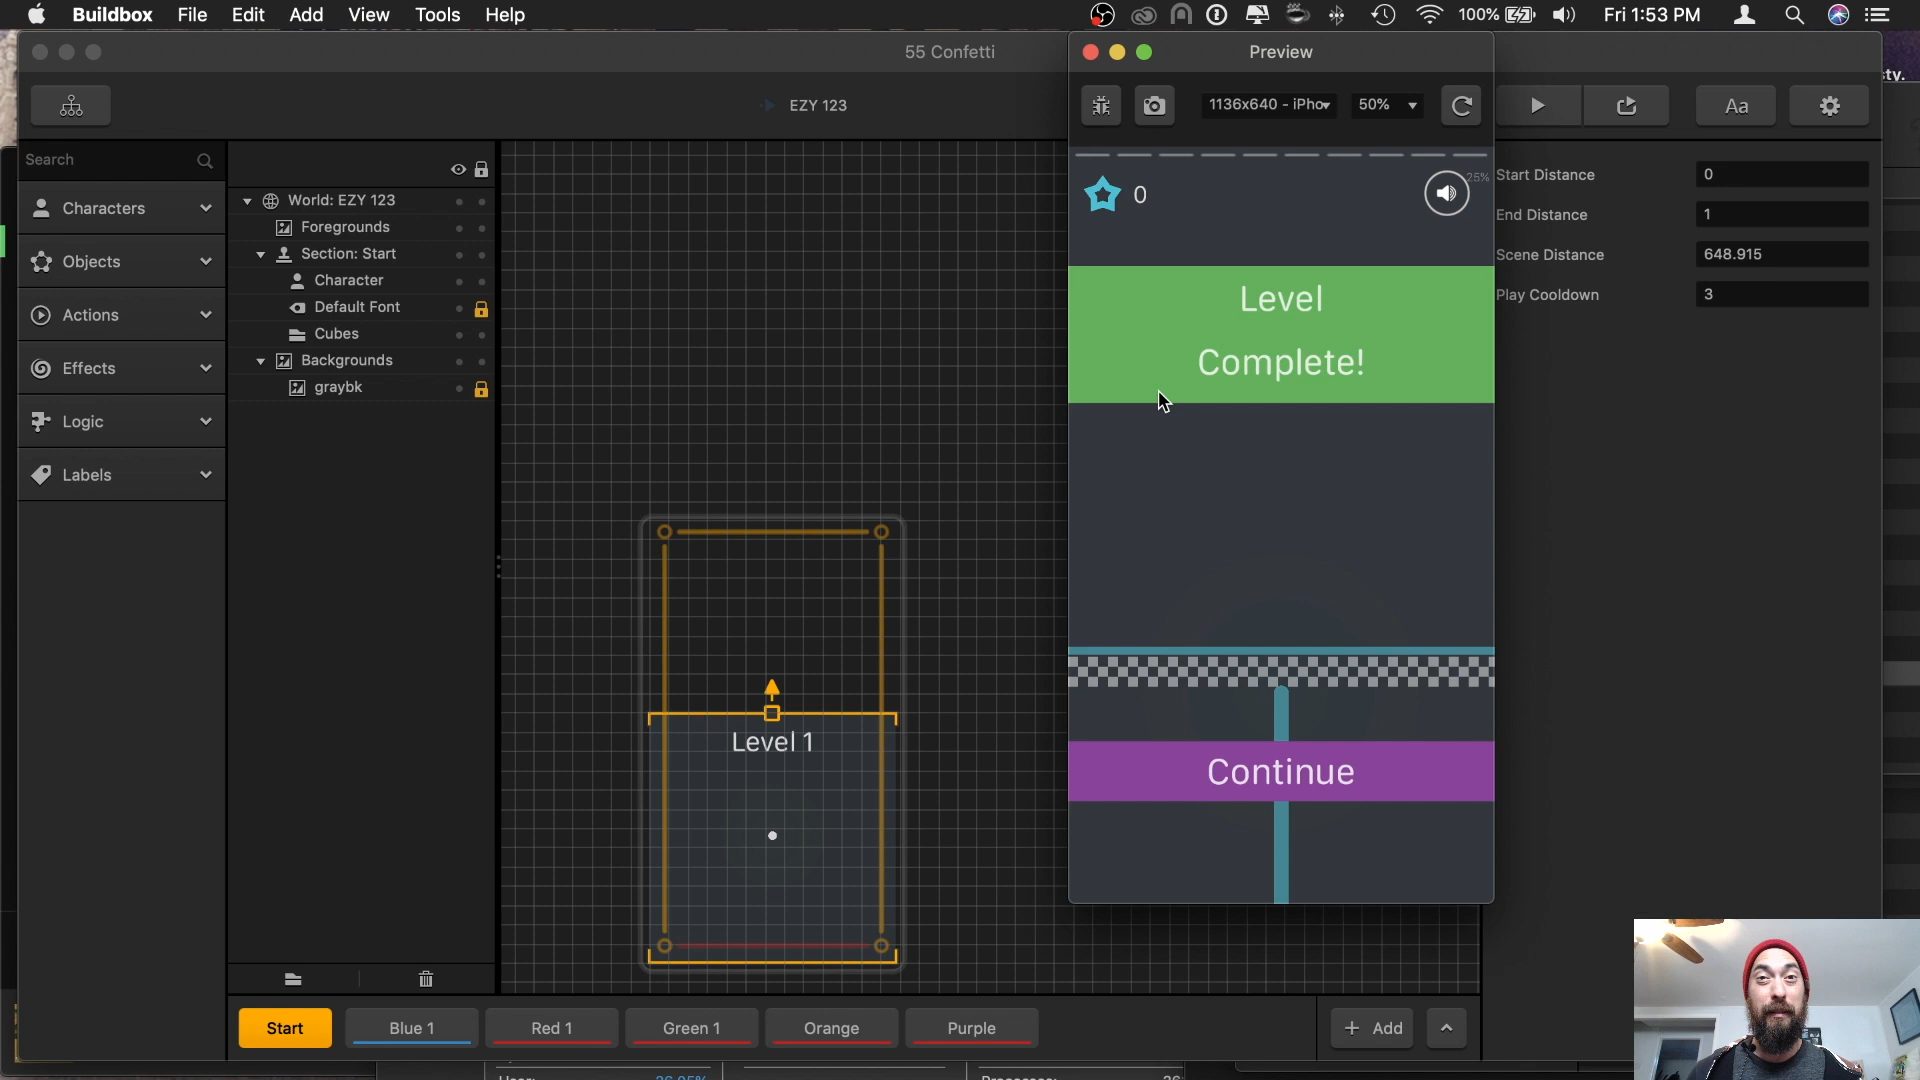 Buildbox File Edit Add View Tools Help
100% Fri 1:53 PM
55 Confetti
Preview
EZY 123
1136x640 - iPho
50%
Aa
Search
Characters
Objects
Actions
Effects
Logic
Labels
World: EZY 123
Foregrounds
Section: Start
Character
Default Font
Cubes
Backgrounds
graybk
Level 1
0
25%
Level
Complete!
Continue
Start Distance 0
End Distance 1
Scene Distance 648.915
Play Cooldown 3
Start
Blue 1
Red 1
Green 1
Orange
Purple
+ Add